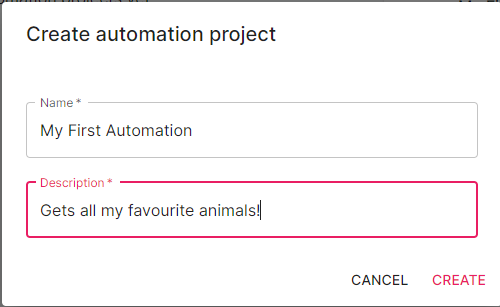 Create automation project
Name *
My First Automation
Description *
Gets all my favourite animals!
CANCEL CREATE